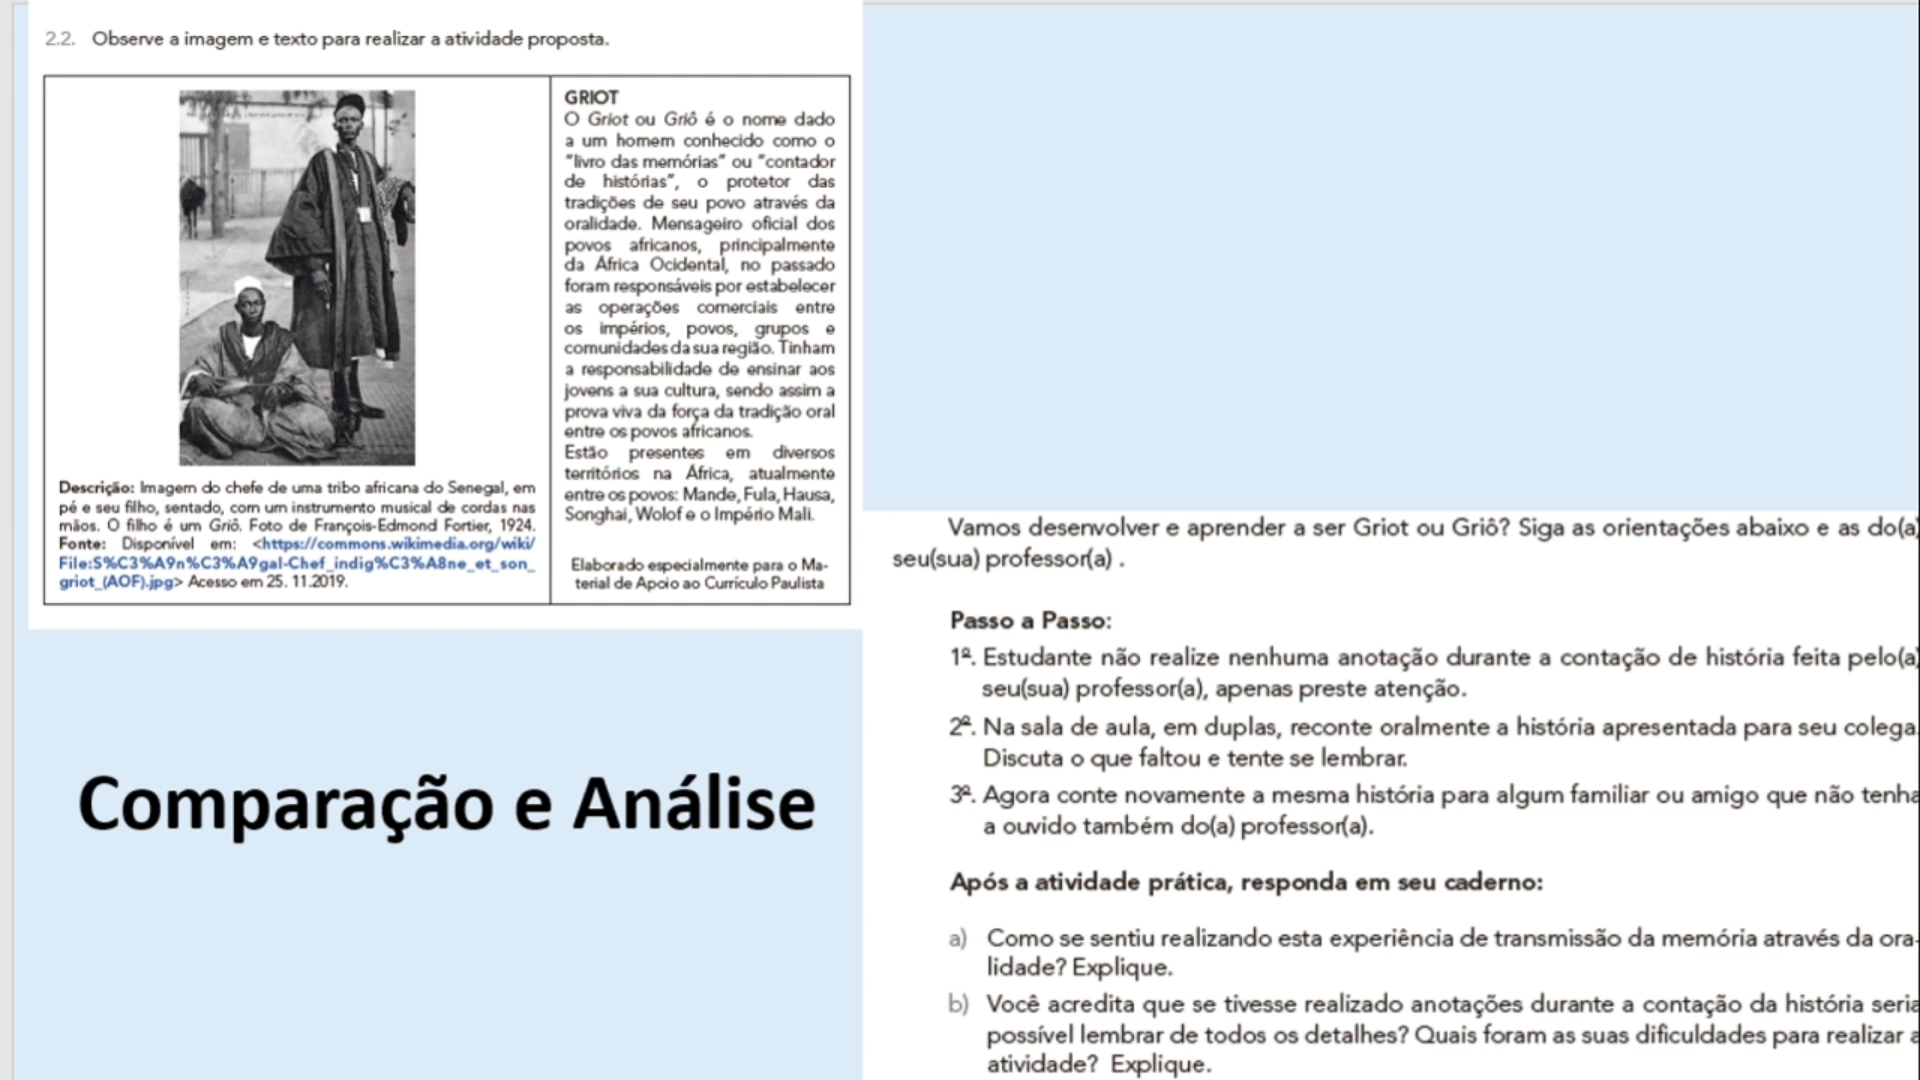 2.2. Observe a imagem e texto para realizar a atividade proposta.
GRIOT
O Griot ou Griô é o nome dado
a um homem conhecido como o
"livro das memórias" ou "contador
de histórias", o protetor das
tradições de seu povo através da
oralidade. Mensageiro oficial dos
povos africanos, principalmente
da África Ocidental, no passado
foram responsáveis por estabelecer
as operações comerciais entre
os impérios, povos, grupos e
comunidades da sua região. Tinham
a responsabilidade de ensinar aos
jovens a sua cultura, sendo assim a
prova viva da força da tradição oral
entre os povos africanos.
Estão presentes em diversos
territórios na África, atualmente
entre os povos: Mande, Fula, Hausa,
Songhai, Wolof e o Império Mali.
Elaborado especialmente para o Ma-
terial de Apoio ao Currículo Paulista
Descrição: Imagem do chefe de uma tribo africana do Senegal, em
pé e seu filho, sentado, com um instrumento musical de cordas nas
mãos. O filho é um Griô. Foto de François-Edmond Fortier, 1924.
Fonte: Disponível em: <https://commons.wikimedia.org/wiki/
File:S%C3%A9n%C3%A9gal-Chef_indig%C3%A8ne_et_son_
griot_(AOF).jpg> Acesso em 25. 11.2019.
Comparação e Análise
Vamos desenvolver e aprender a ser Griot ou Griô? Siga as orientações abaixo e as do(a)
seu(sua) professor(a) .
Passo a Passo:
1º. Estudante não realize nenhuma anotação durante a contação de história feita pelo(a)
seu(sua) professor(a), apenas preste atenção.
2º. Na sala de aula, em duplas, reconte oralmente a história apresentada para seu colega.
Discuta o que faltou e tente se lembrar.
3º. Agora conte novamente a mesma história para algum familiar ou amigo que não tenha
a ouvido também do(a) professor(a).
Após a atividade prática, responda em seu caderno:
a) Como se sentiu realizando esta experiência de transmissão da memória através da ora-
lidade? Explique.
b) Você acredita que se tivesse realizado anotações durante a contação da história seria
possível lembrar de todos os detalhes? Quais foram as suas dificuldades para realizar a
atividade? Explique.